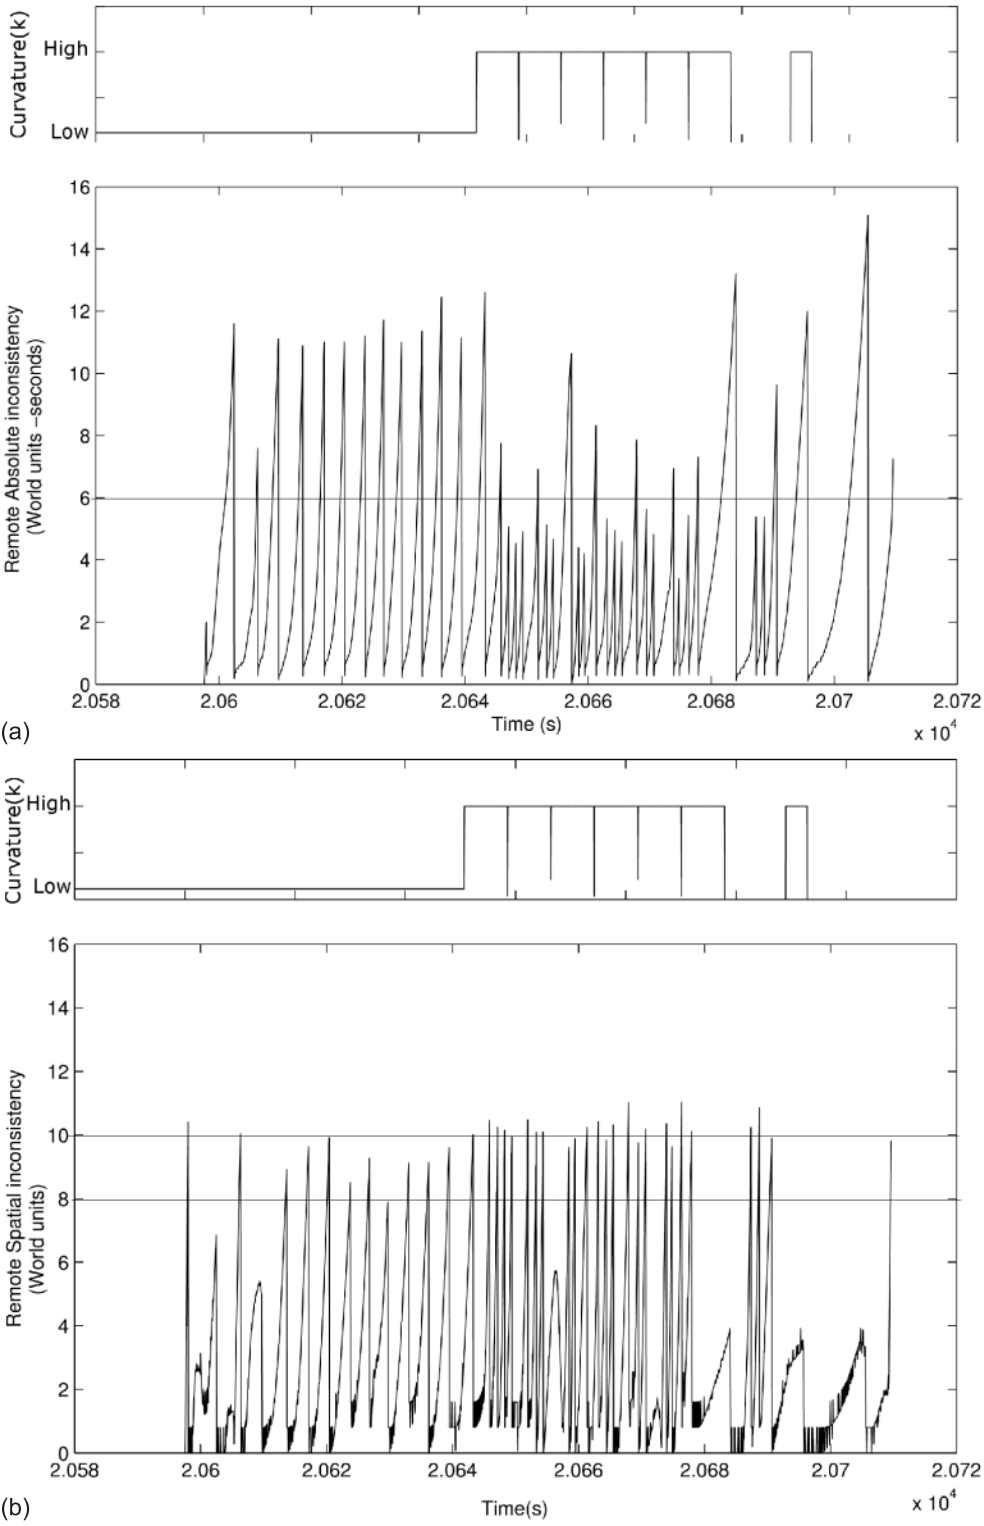 Curvature(k)
High
Low
Remote Absolute inconsistency
(World units –seconds)
16
14
12
10
8
6
4
2
0
2.058 2.06 2.062 2.064 2.066 2.068 2.07 2.072
Time (s)
x 10^4
(a)
Curvature(k)
High
Low
Remote Spatial inconsistency
(World units)
16
14
12
10
8
6
4
2
0
2.058 2.06 2.062 2.064 2.066 2.068 2.07 2.072
Time(s)
x 10^4
(b)